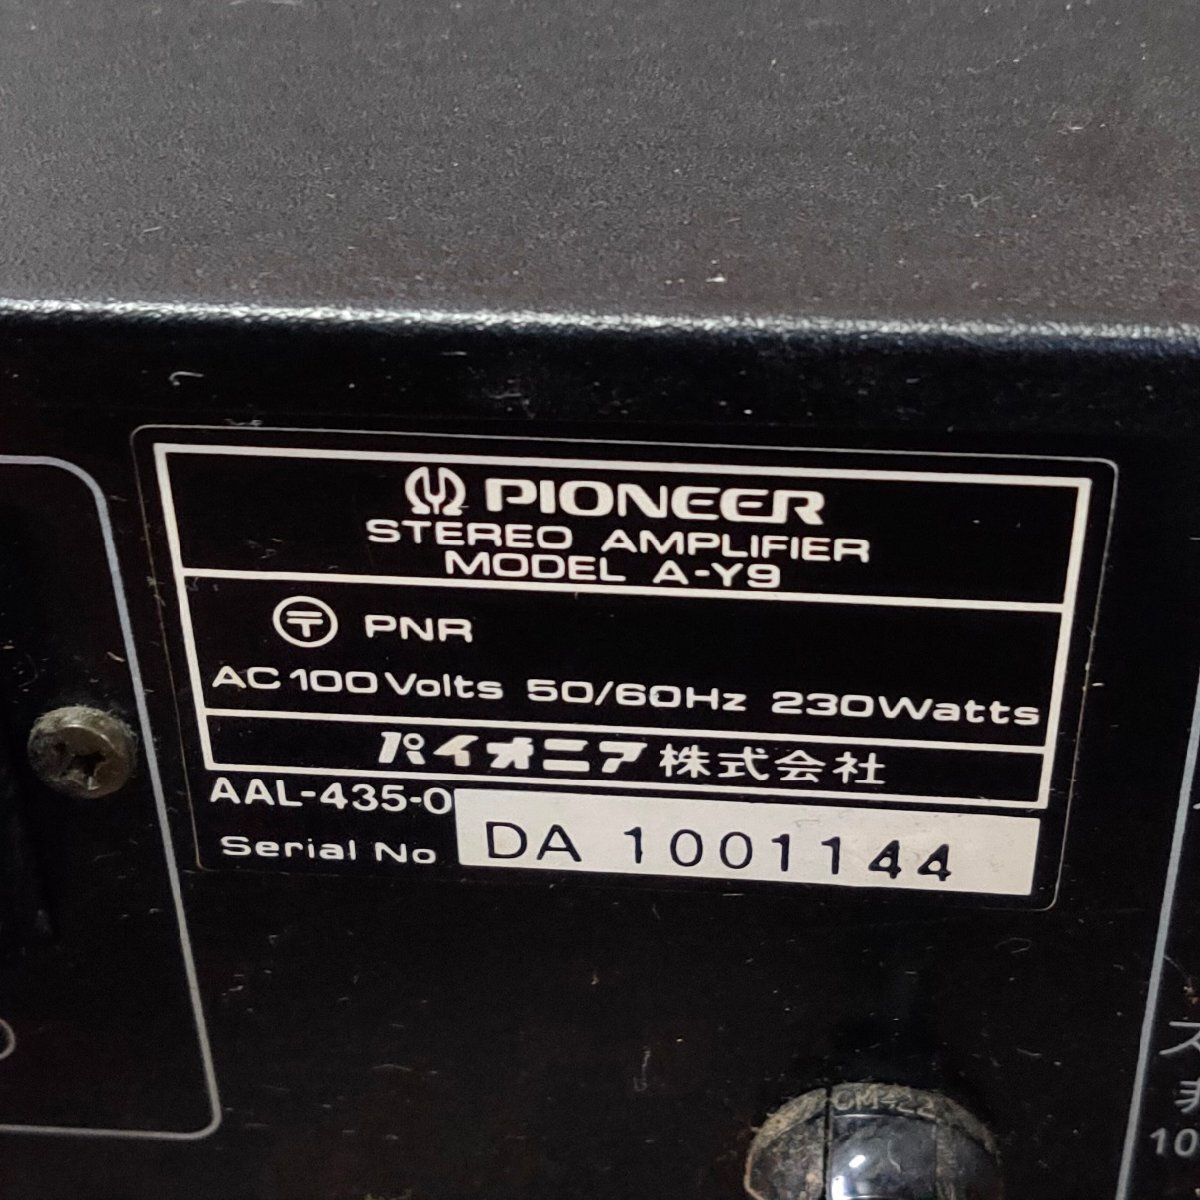 PIONEER
STEREO AMPLIFIER
MODEL A-Y9
〒 PNR
AC 100 Volts 50/60Hz 230Watts
パイオニア株式会社
AAL-435-0
Serial No DA 1001144